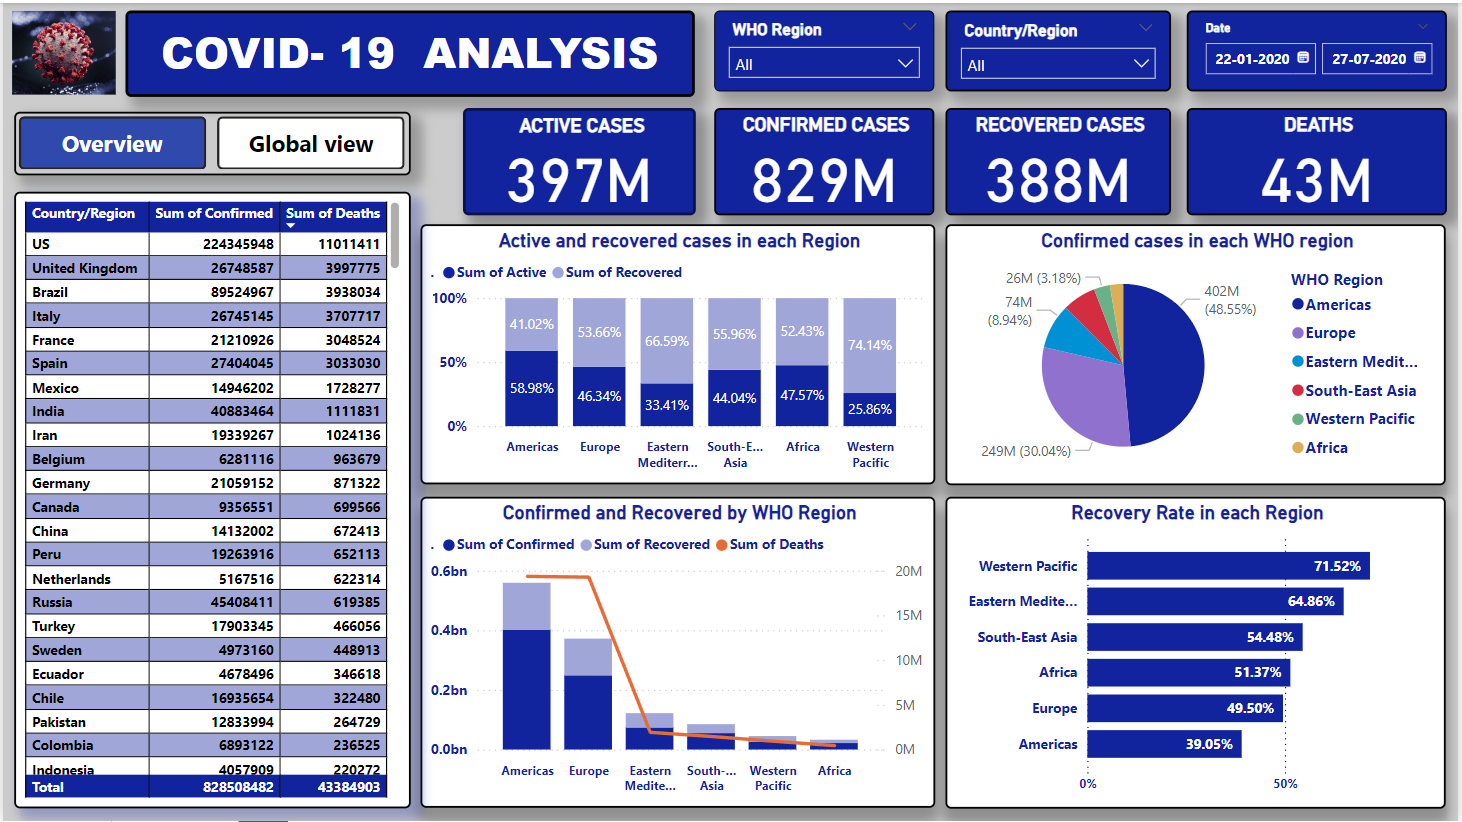 COVID- 19 ANALYSIS
WHO Region
All
Country/Region
All
Date
22-01-2020
27-07-2020
Overview
Global view
ACTIVE CASES
397M
CONFIRMED CASES
829M
RECOVERED CASES
388M
DEATHS
43M
Country/Region Sum of Confirmed Sum of Deaths
US 224345948 11011411
United Kingdom 26748587 3997775
Brazil 89524967 3938034
Italy 26745145 3707717
France 21210926 3048524
Spain 27404045 3033030
Mexico 14946202 1728277
India 40883464 1111831
Iran 19339267 1024136
Belgium 6281116 963679
Germany 21059152 871322
Canada 9356551 699566
China 14132002 672413
Peru 19263916 652113
Netherlands 5167516 622314
Russia 45408411 619385
Turkey 17903345 466056
Sweden 4973160 448913
Ecuador 4678496 346618
Chile 16935654 322480
Pakistan 12833994 264729
Colombia 6893122 236525
Indonesia 4057909 220272
Total 828508482 43384903
Active and recovered cases in each Region
. Sum of Active Sum of Recovered
100%
50%
0%
41.02% 53.66% 66.59% 55.96% 52.43% 74.14%
58.98% 46.34% 33.41% 44.04% 47.57% 25.86%
Americas Europe Eastern South-E... Africa Western
Mediterr... Asia Pacific
Confirmed cases in each WHO region
26M (3.18%)
74M
(8.94%)
402M
(48.55%)
249M (30.04%)
WHO Region
Americas
Europe
Eastern Medit...
South-East Asia
Western Pacific
Africa
Confirmed and Recovered by WHO Region
. Sum of Confirmed Sum of Recovered Sum of Deaths
0.6bn 20M
15M
0.4bn
10M
0.2bn
5M
0.0bn 0M
Americas Europe Eastern South-... Western Africa
Medite... Asia Pacific
Recovery Rate in each Region
Western Pacific 71.52%
Eastern Medite... 64.86%
South-East Asia 54.48%
Africa 51.37%
Europe 49.50%
Americas 39.05%
0% 50%